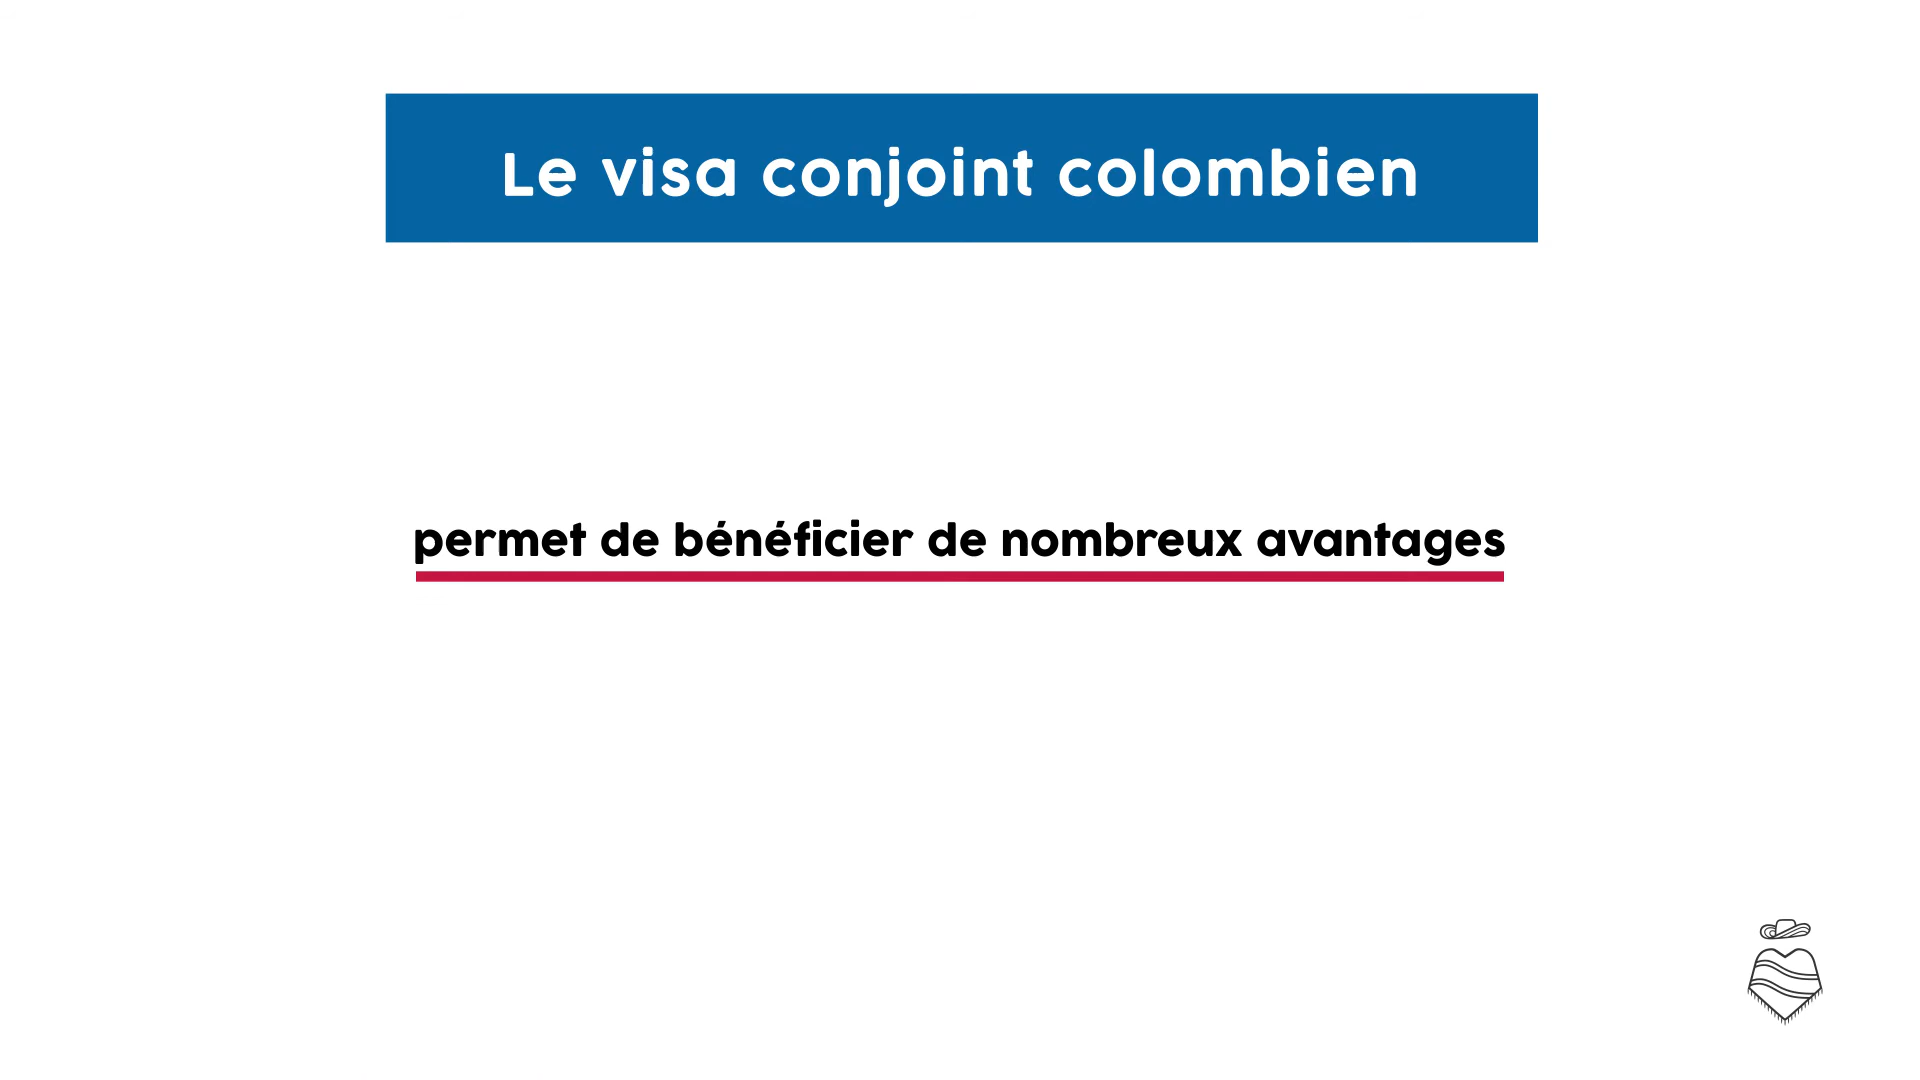 Le visa conjoint colombien
permet de bénéficier de nombreux avantages